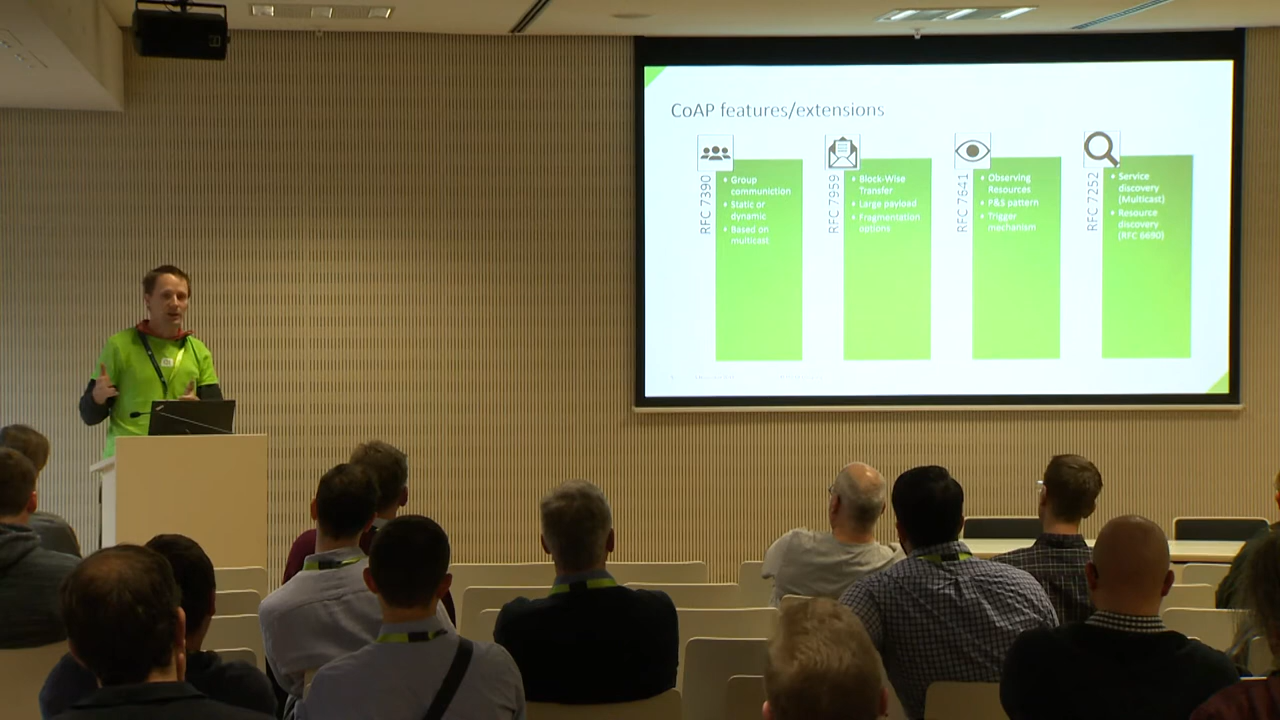 CoAP features/extensions
RFC 7390
• Group
communication
• Static or
dynamic
• Based on
multicast
RFC 7959
• Block-Wise
Transfer
• Large payload
• Fragmentation
options
RFC 7641
• Observing
Resources
• P&S pattern
• Trigger
mechanism
RFC 7252
• Service
discovery
(Multicast)
• Resource
discovery
(RFC 6690)